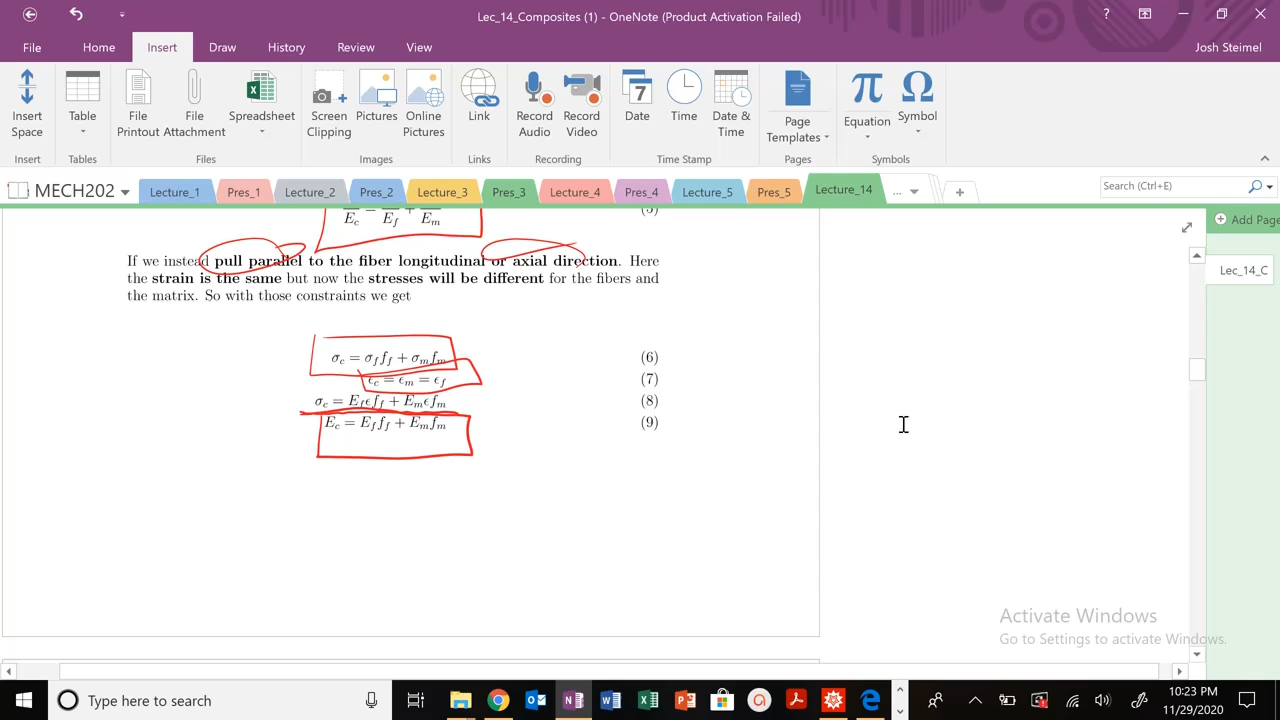 Lec_14_Composites (1) - OneNote (Product Activation Failed)
?
File Home Insert Draw History Review View Josh Steimel
Insert Space
Table
File Printout
File Attachment
Spreadsheet
Screen Clipping
Pictures
Online Pictures
Link
Record Audio
Record Video
Date
Time
Date & Time
Page Templates
Equation
Symbol
Insert Tables Files Images Links Recording Time Stamp Pages Symbols
MECH202 Lecture_1 Pres_1 Lecture_2 Pres_2 Lecture_3 Pres_3 Lecture_4 Pres_4 Lecture_5 Pres_5 Lecture_14 ... + Search (Ctrl+E)
E_c E_f E_m
Add Page
If we instead pull parallel to the fiber longitudinal or axial direction. Here
Lec_14_C
the strain is the same but now the stresses will be different for the fibers and
the matrix. So with those constraints we get
σ_c = σ_f f_f + σ_m f_m (6)
ϵ_c = ϵ_m = ϵ_f (7)
σ_c = E_f ϵ f_f + E_m ϵ f_m (8)
E_c = E_f f_f + E_m f_m (9)
Activate Windows
Go to Settings to activate Windows.
Type here to search
10:23 PM
11/29/2020